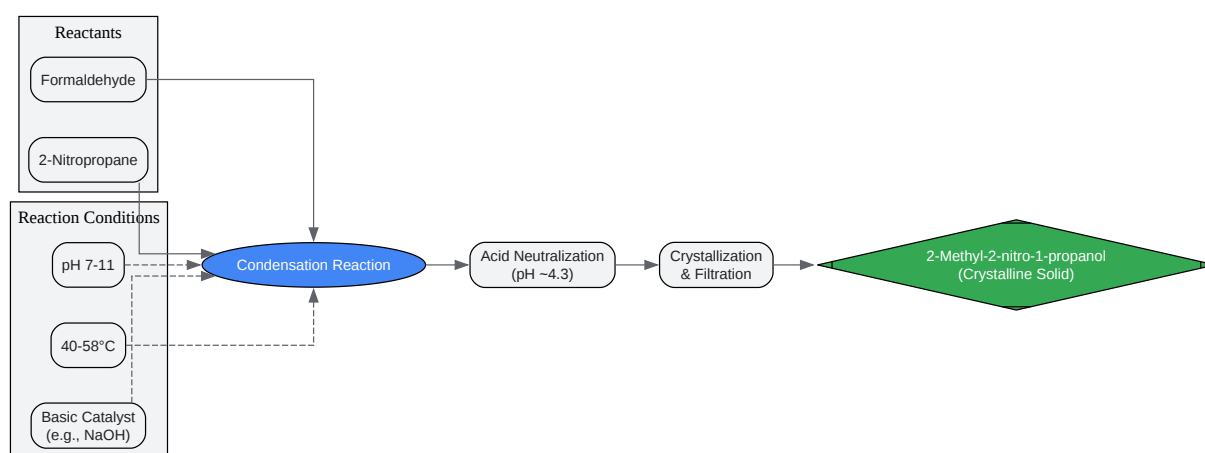 Reactants
Formaldehyde
2-Nitropropane
Reaction Conditions
pH 7-11
40-58°C
Basic Catalyst
(e.g., NaOH)
Condensation Reaction
Acid Neutralization
(pH ~4.3)
Crystallization
& Filtration
2-Methyl-2-nitro-1-propanol
(Crystalline Solid)